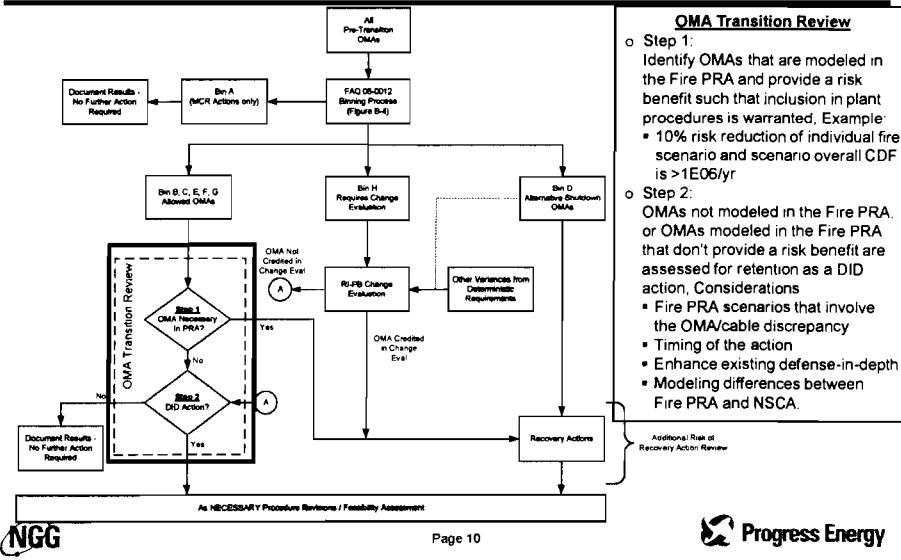 All
Pre-Transition
OMAs
Document Results -
No Further Action
Required
Bin A
(MCR Actions only)
FAQ 08-0012
Binning Process
(Figure B-4)
Bin B, C, E, F, G
Allowed OMAs
Bin H
Requires Change
Evaluation
Bin D
Alternative Shutdown
OMAs
OMA Transition Review
Step 1
OMA Necessary
in PRA?
Yes
No
Step 2
DID Action?
No
Yes
A
OMA Not
Credited in
Change Eval
A
RI-PB Change
Evaluation
Other Variances from
Deterministic
Requirements
OMA Credited
in Change
Eval
Document Results -
No Further Action
Required
Recovery Actions
Additional Risk of
Recovery Action Review
As NECESSARY Procedure Revisions / Feasibility Assessment
OMA Transition Review
o Step 1:
Identify OMAs that are modeled in
the Fire PRA and provide a risk
benefit such that inclusion in plant
procedures is warranted, Example:
▪ 10% risk reduction of individual fire
scenario and scenario overall CDF
is >1E06/yr
o Step 2:
OMAs not modeled in the Fire PRA,
or OMAs modeled in the Fire PRA
that don't provide a risk benefit are
assessed for retention as a DID
action, Considerations
▪ Fire PRA scenarios that involve
the OMA/cable discrepancy
▪ Timing of the action
▪ Enhance existing defense-in-depth
▪ Modeling differences between
Fire PRA and NSCA.
NGG
Page 10
Progress Energy